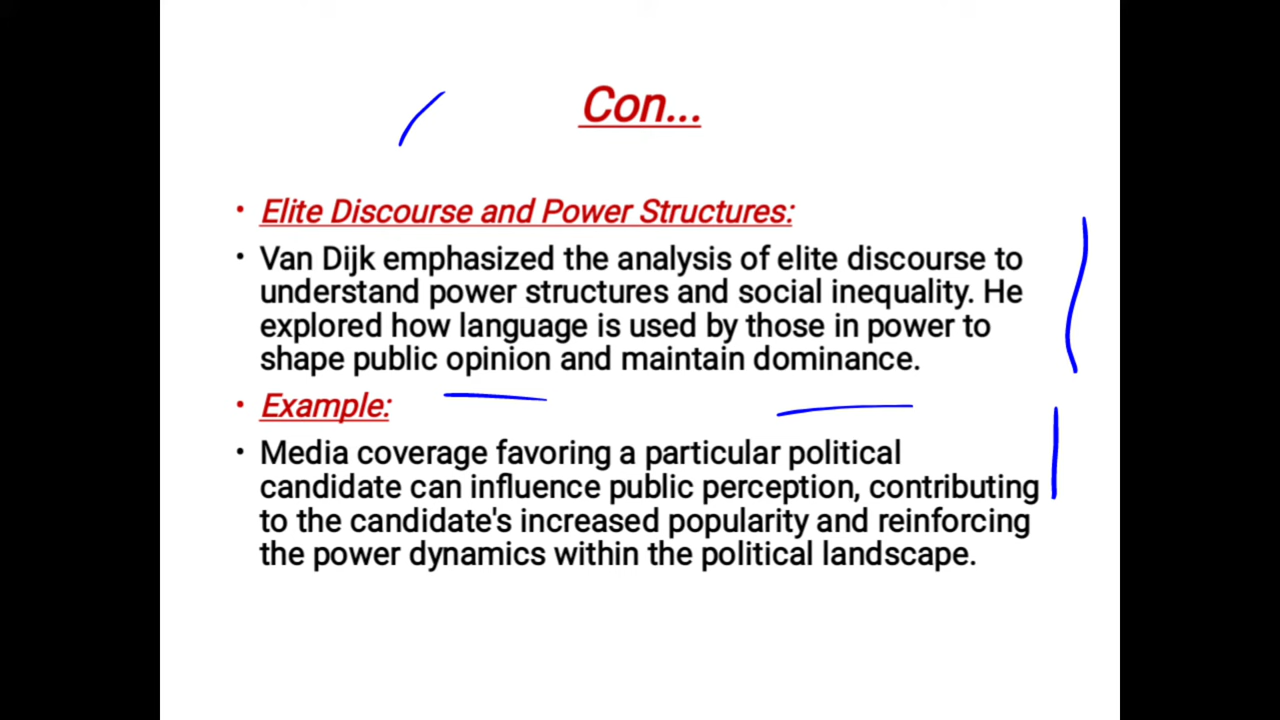 Con...
• Elite Discourse and Power Structures:
• Van Dijk emphasized the analysis of elite discourse to
understand power structures and social inequality. He
explored how language is used by those in power to
shape public opinion and maintain dominance.
• Example:
• Media coverage favoring a particular political
candidate can influence public perception, contributing
to the candidate's increased popularity and reinforcing
the power dynamics within the political landscape.